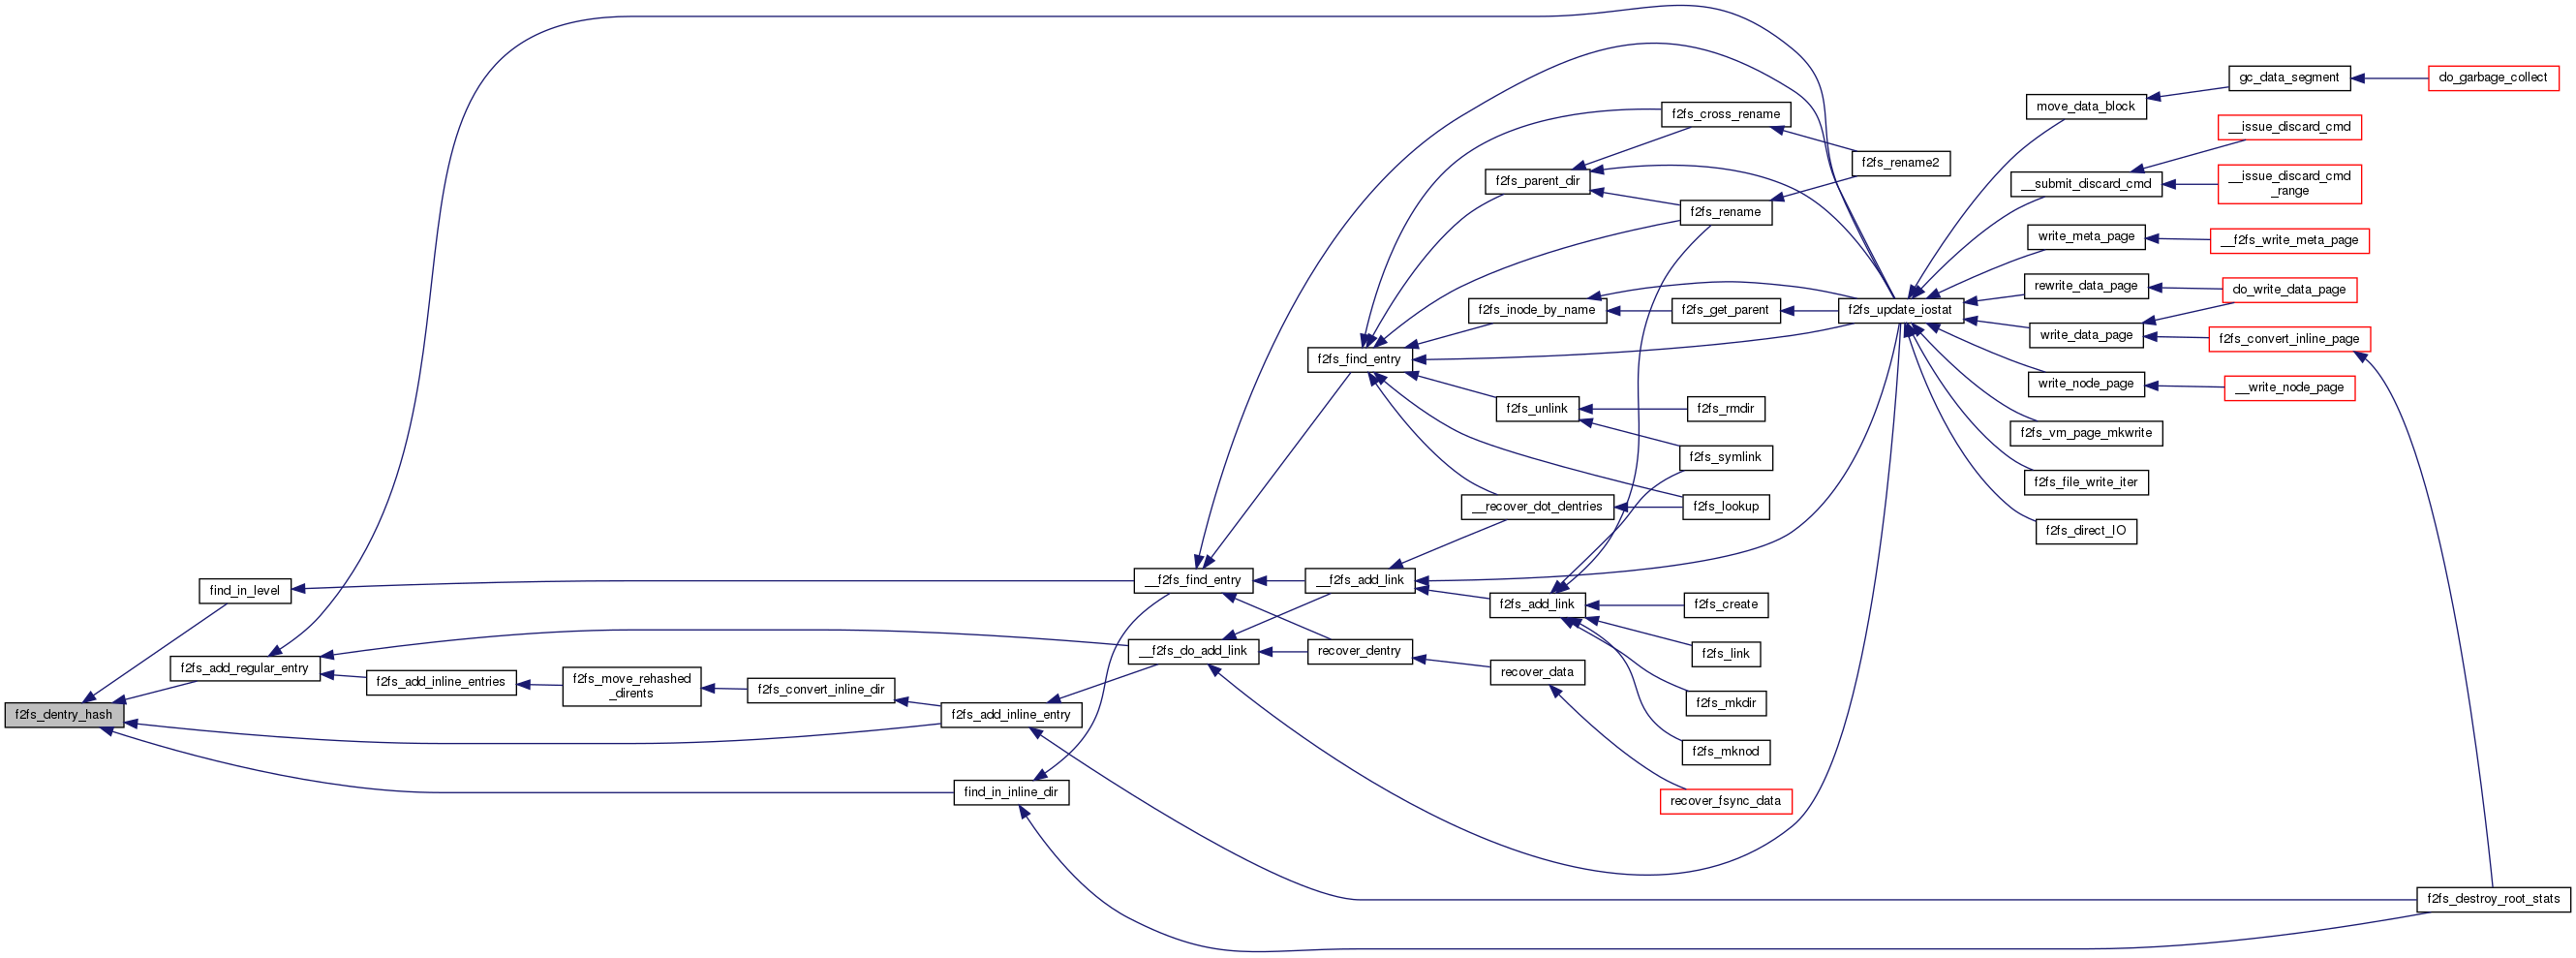 f2fs_dentry_hash
find_in_level
f2fs_add_regular_entry
f2fs_add_inline_entries
f2fs_move_rehashed
_dirents
f2fs_convert_inline_dir
f2fs_add_inline_entry
find_in_inline_dir
__f2fs_find_entry
__f2fs_do_add_link
f2fs_find_entry
__f2fs_add_link
recover_dentry
f2fs_parent_dir
f2fs_inode_by_name
f2fs_unlink
__recover_dot_dentries
f2fs_add_link
recover_data
f2fs_cross_rename
f2fs_rename
f2fs_get_parent
f2fs_rmdir
f2fs_symlink
f2fs_lookup
f2fs_create
f2fs_link
f2fs_mkdir
f2fs_mknod
recover_fsync_data
f2fs_rename2
f2fs_update_iostat
move_data_block
__submit_discard_cmd
write_meta_page
rewrite_data_page
write_data_page
write_node_page
f2fs_vm_page_mkwrite
f2fs_file_write_iter
f2fs_direct_IO
gc_data_segment
__issue_discard_cmd
__issue_discard_cmd
_range
__f2fs_write_meta_page
do_write_data_page
f2fs_convert_inline_page
__write_node_page
do_garbage_collect
f2fs_destroy_root_stats